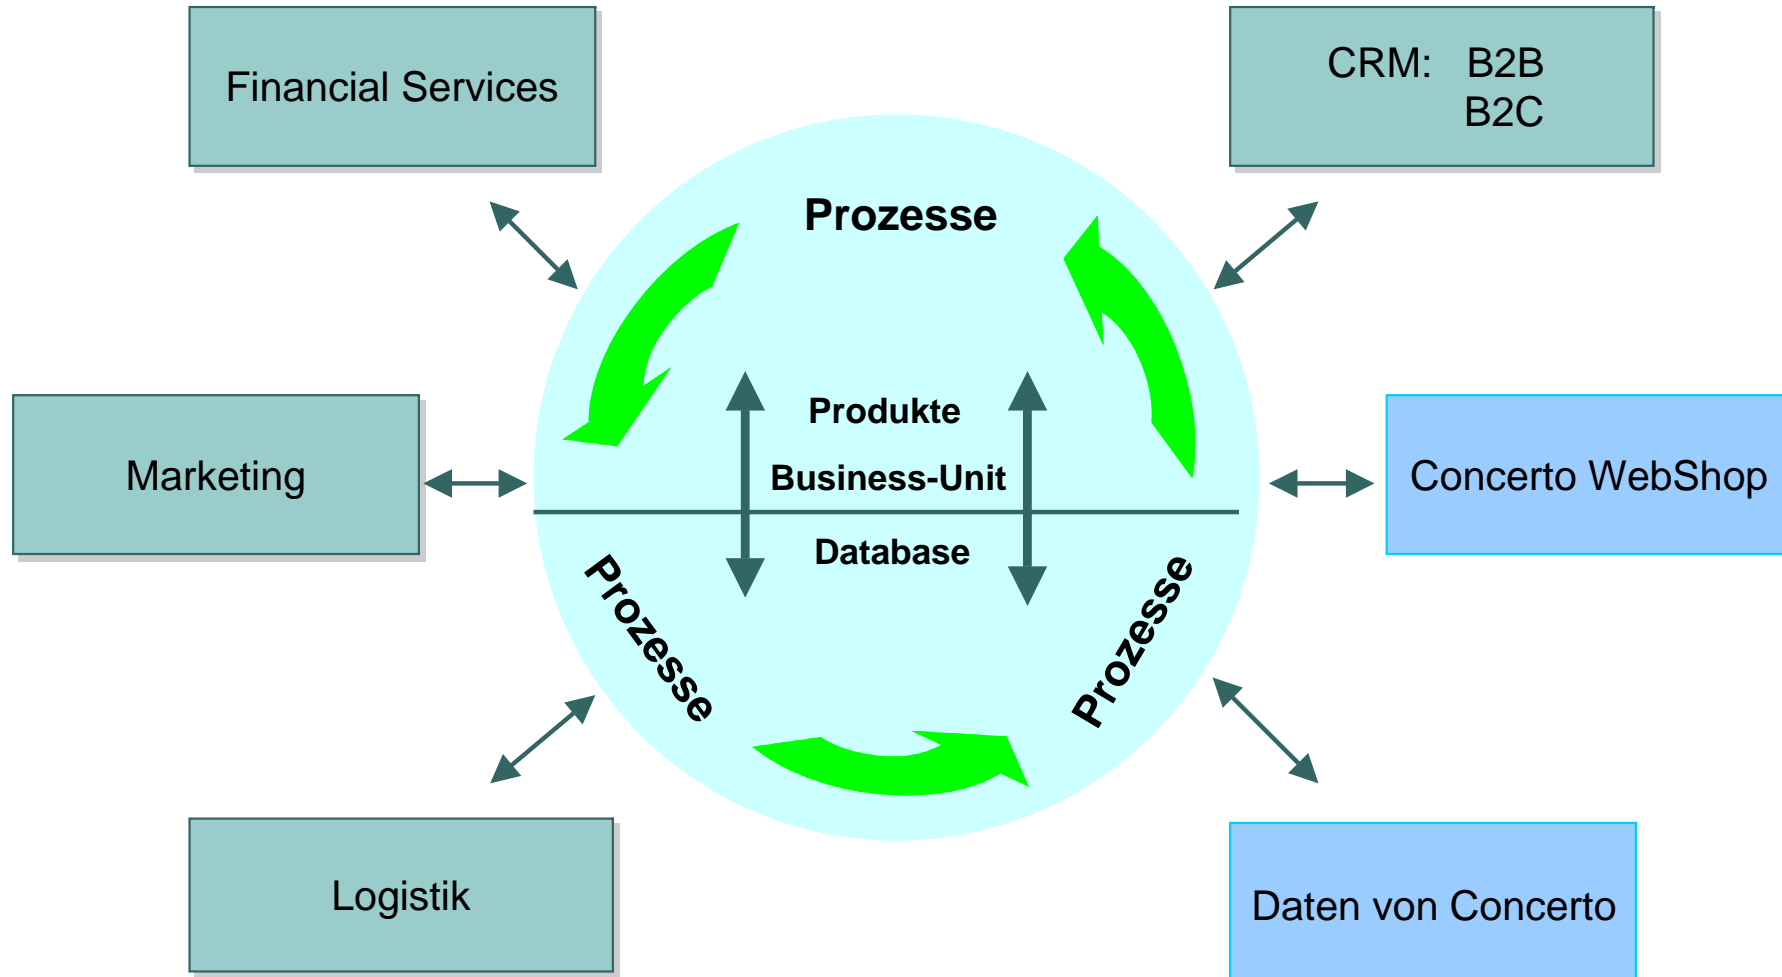 Financial Services
CRM: B2B
B2C
Prozesse
Produkte
Marketing
Business-Unit
Concerto WebShop
Database
Prozesse
Prozesse
Logistik
Daten von Concerto